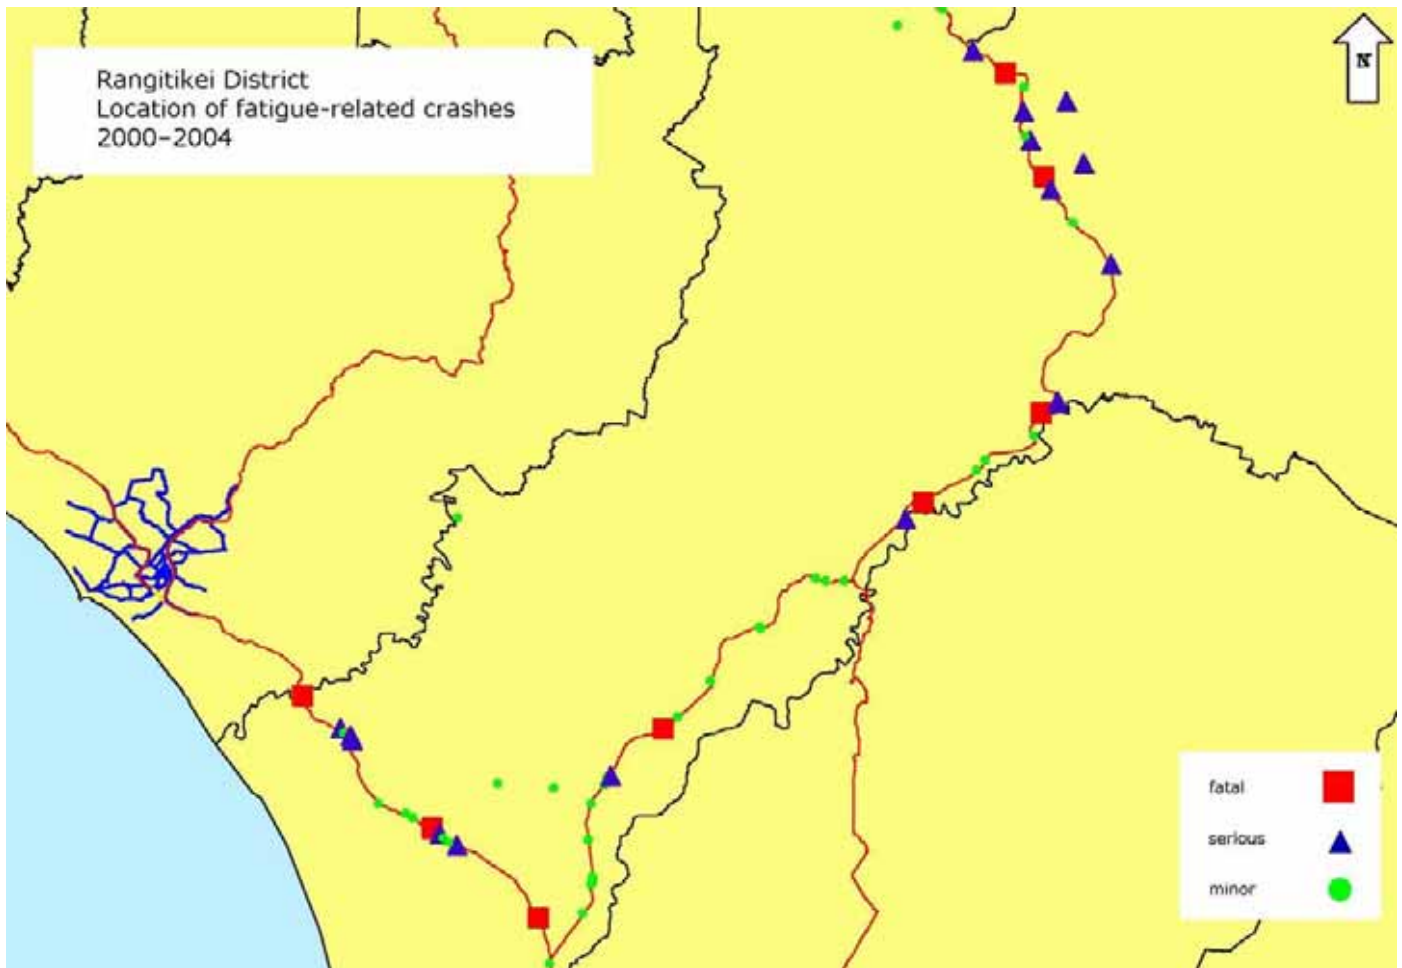 Rangitikei District
Location of fatigue-related crashes
2000–2004
N
fatal
serious
minor